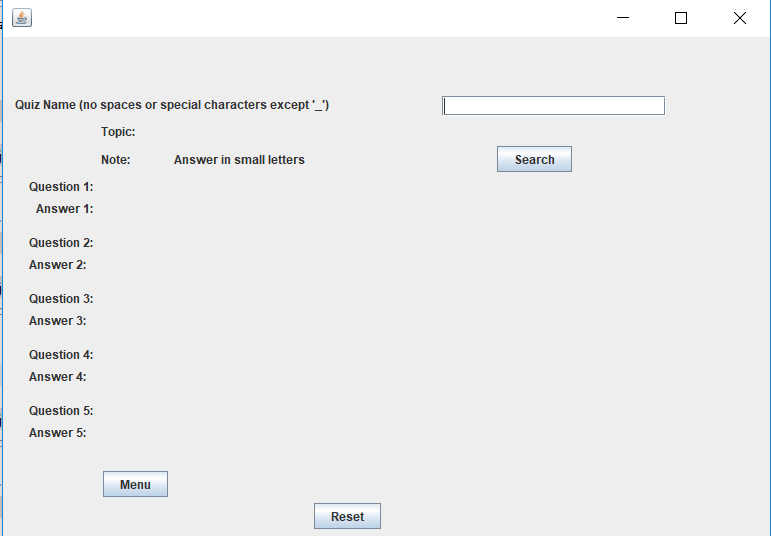 Quiz Name (no spaces or special characters except '_')
Topic:
Note: Answer in small letters Search
Question 1:
Answer 1:
Question 2:
Answer 2:
Question 3:
Answer 3:
Question 4:
Answer 4:
Question 5:
Answer 5:
Menu
Reset